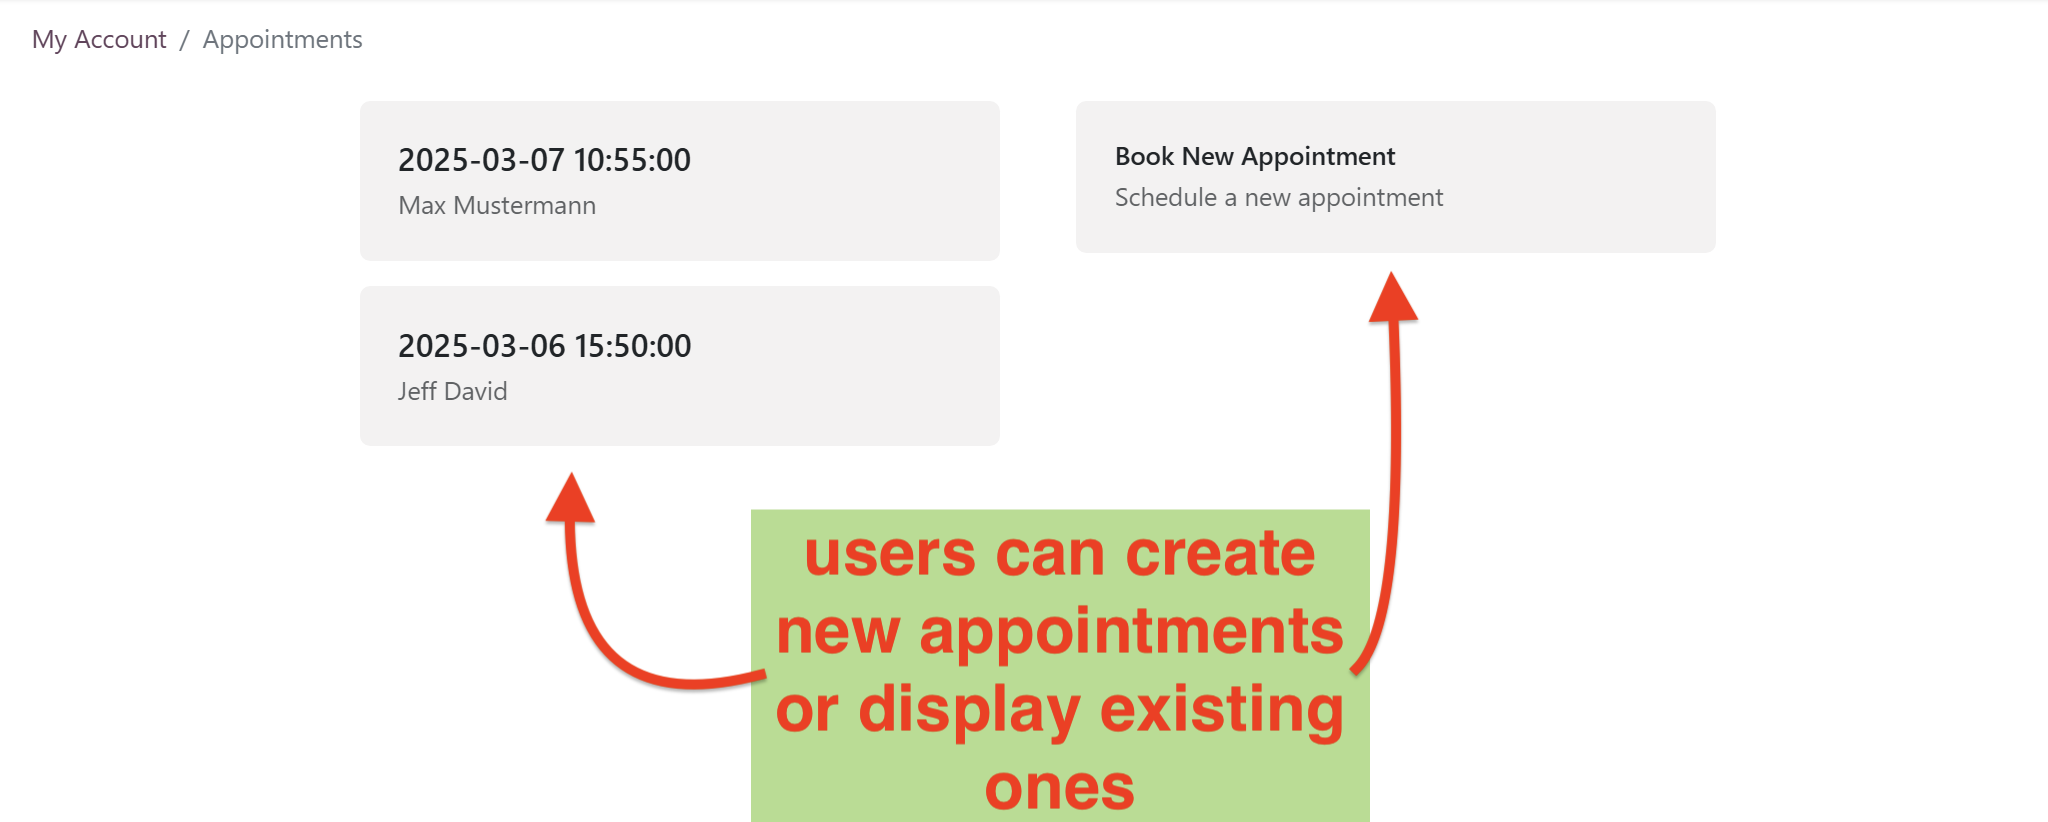 My Account / Appointments
2025-03-07 10:55:00
Max Mustermann
2025-03-06 15:50:00
Jeff David
Book New Appointment
Schedule a new appointment
users can create
new appointments
or display existing
ones